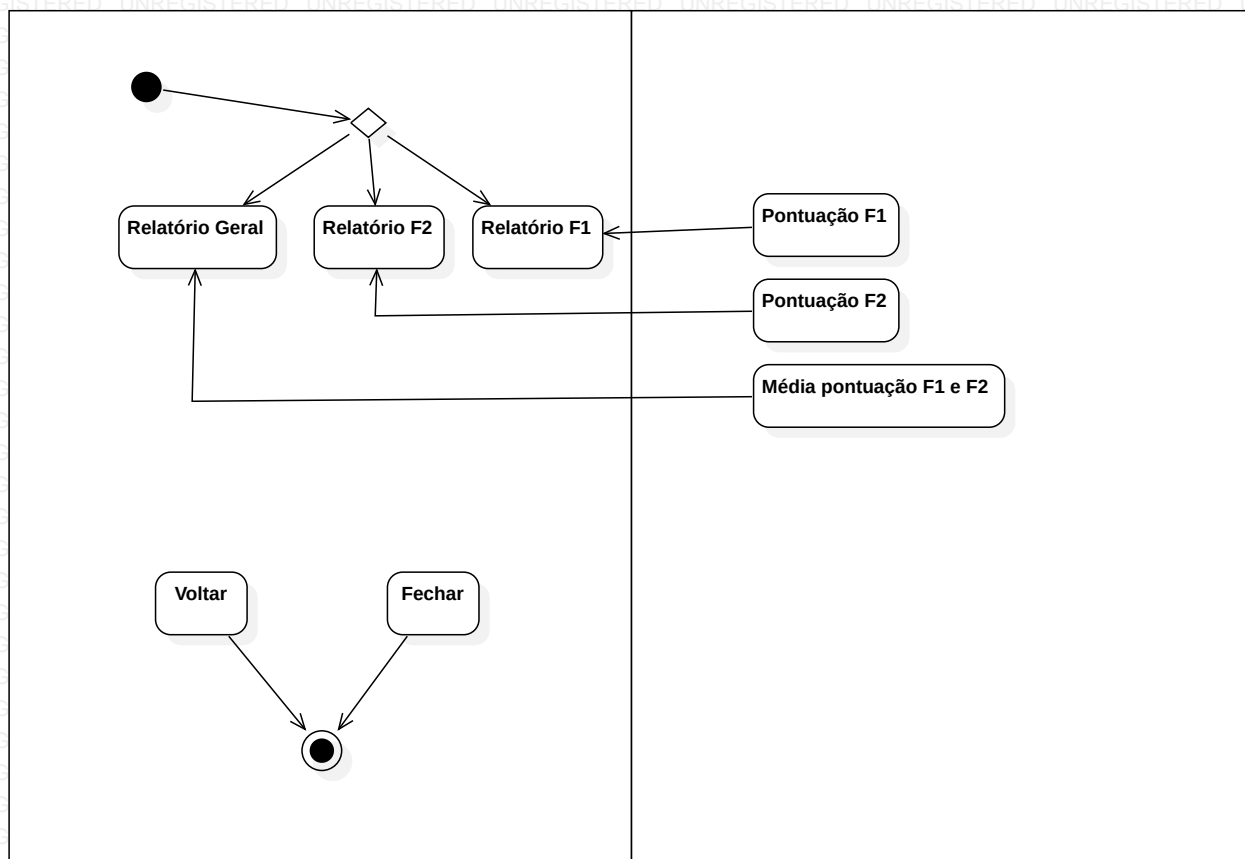 UNREGISTERED UNREGISTERED UNREGISTERED UNREGISTERED UNREGISTERED UNREGISTERED
Relatório Geral
Relatório F2
Relatório F1
Pontuação F1
Pontuação F2
Média pontuação F1 e F2
Voltar
Fechar